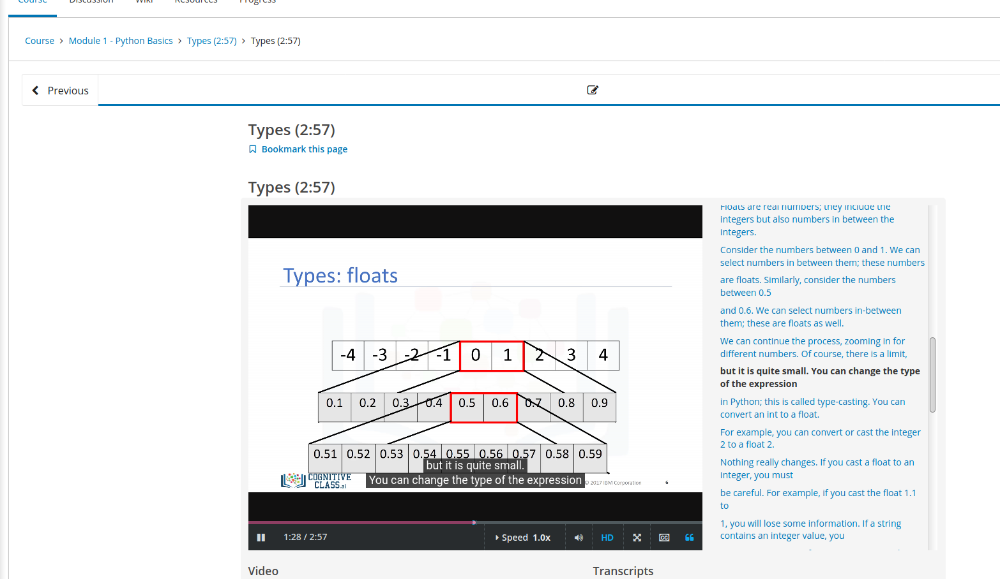 Course Discussion Wiki Resources Progress
Course > Module 1 - Python Basics > Types (2:57) > Types (2:57)
Previous
Types (2:57)
Bookmark this page
Types (2:57)
Types: floats
-4 -3 -2 -1 0 1 2 3 4
0.1 0.2 0.3 0.4 0.5 0.6 0.7 0.8 0.9
0.51 0.52 0.53 0.54 0.55 0.56 0.57 0.58 0.59
but it is quite small.
You can change the type of the expression
COGNITIVE
CLASS.ai
© 2017 IBM Corporation
6
1:28 / 2:57
Speed 1.0x
HD
CC
Floats are real numbers; they include the
integers but also numbers in between the
integers.
Consider the numbers between 0 and 1. We can
select numbers in between them; these numbers
are floats. Similarly, consider the numbers
between 0.5
and 0.6. We can select numbers in-between
them; these are floats as well.
We can continue the process, zooming in for
different numbers. Of course, there is a limit,
but it is quite small. You can change the type
of the expression
in Python; this is called type-casting. You can
convert an int to a float.
For example, you can convert or cast the integer
2 to a float 2.
Nothing really changes. If you cast a float to an
integer, you must
be careful. For example, if you cast the float 1.1
to
1, you will lose some information. If a string
contains an integer value, you
Video
Transcripts